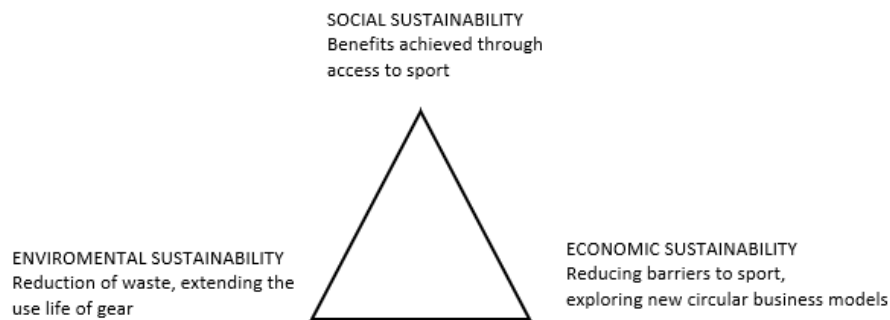 SOCIAL SUSTAINABILITY
Benefits achieved through
access to sport
ENVIROMENTAL SUSTAINABILITY
Reduction of waste, extending the
use life of gear
ECONOMIC SUSTAINABILITY
Reducing barriers to sport,
exploring new circular business models